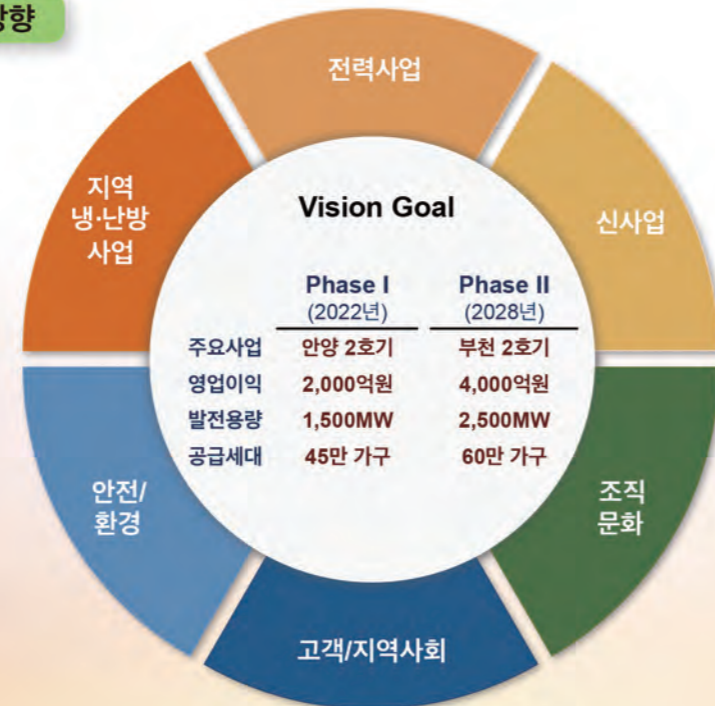 방향
전력사업
지역
냉·난방
사업
신사업
Vision Goal
Phase I Phase II
(2022년) (2028년)
주요사업 안양 2호기 부천 2호기
영업이익 2,000억원 4,000억원
발전용량 1,500MW 2,500MW
공급세대 45만 가구 60만 가구
안전/
환경
조직
문화
고객/지역사회